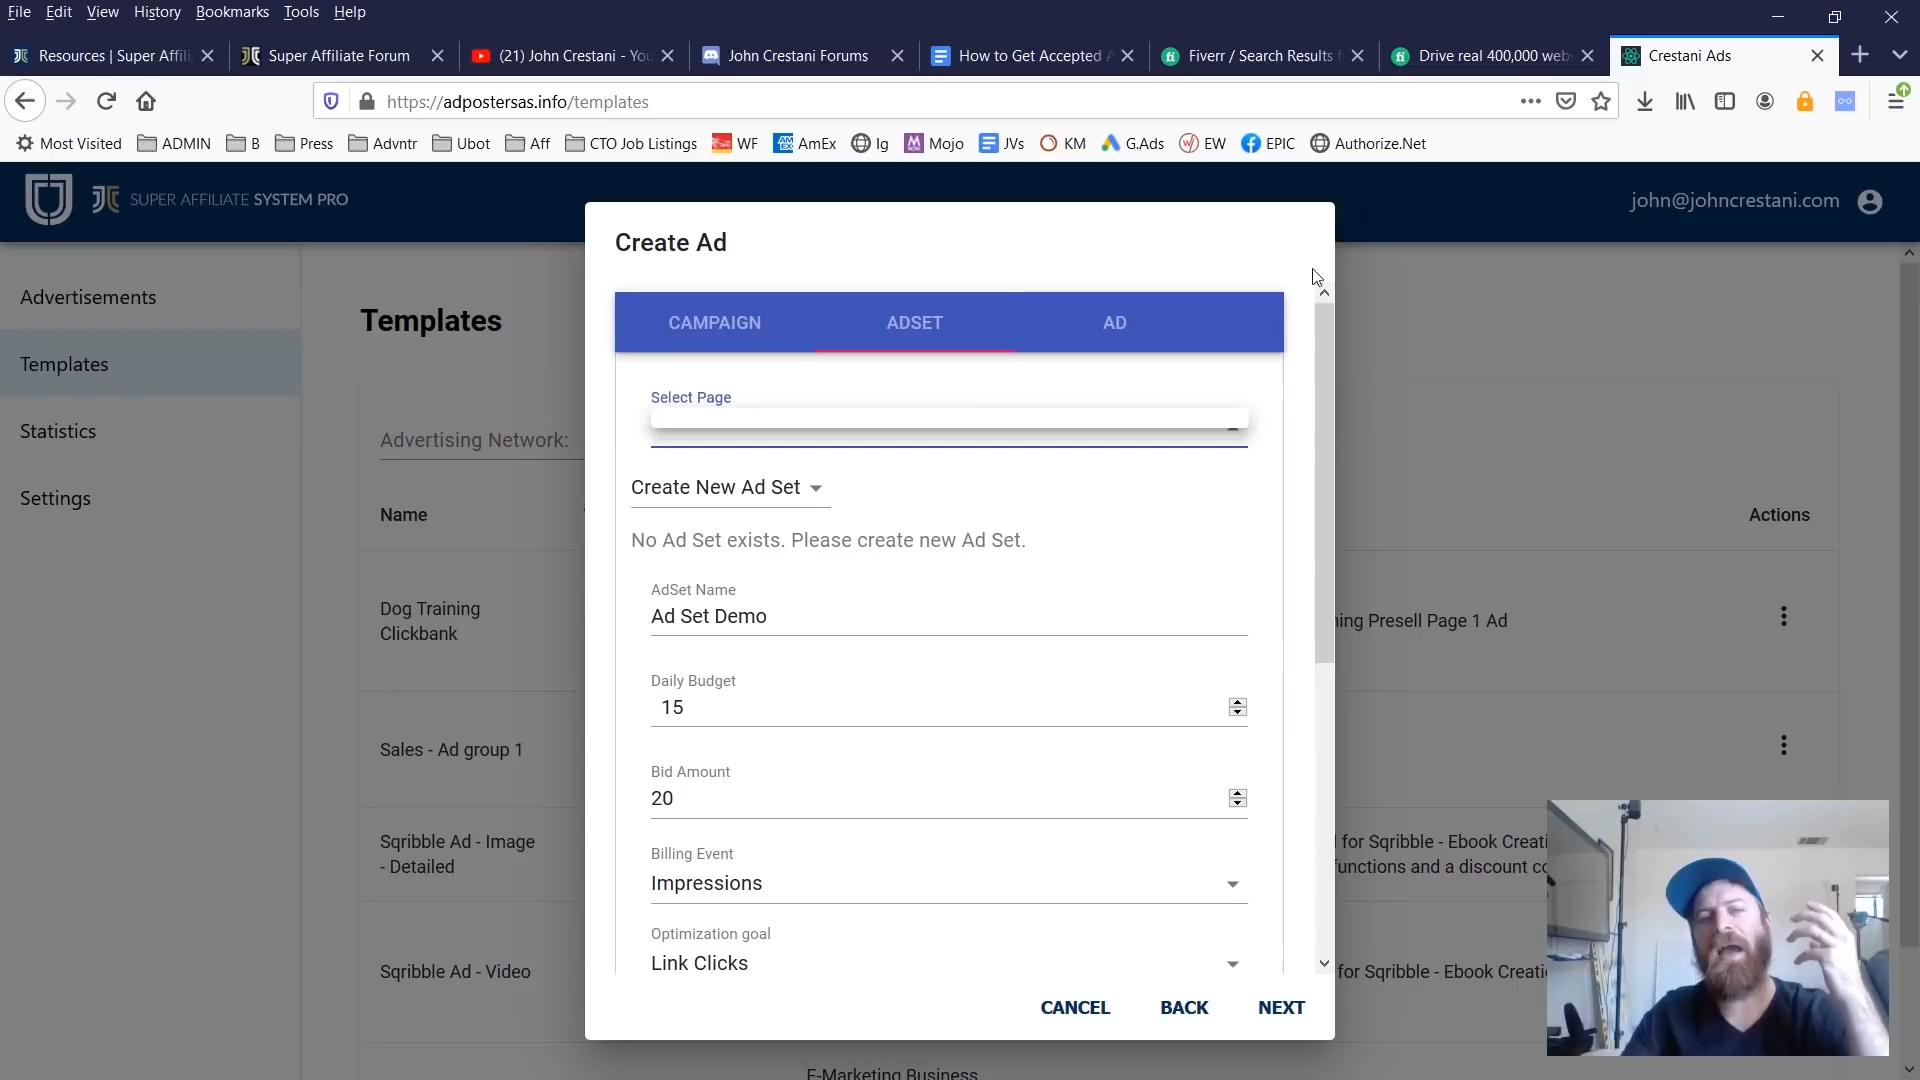 File Edit View History Bookmarks Tools Help
Resources | Super Affili
Super Affiliate Forum
(21) John Crestani - You
John Crestani Forums
How to Get Accepted A
Fiverr / Search Results f
Drive real 400,000 webs
Crestani Ads
https://adpostersas.info/templates
Most Visited ADMIN B Press Advntr Ubot Aff CTO Job Listings WF AmEx Ig Mojo JVs KM G.Ads EW EPIC Authorize.Net
SUPER AFFILIATE SYSTEM PRO
john@johncrestani.com
Advertisements
Templates
Statistics
Settings
Templates
Advertising Network:
Name
Actions
Dog Training
Clickbank
ning Presell Page 1 Ad
Sales - Ad group 1
Sqribble Ad - Image
- Detailed
for Sqribble - Ebook Creati
unctions and a discount co
Sqribble Ad - Video
for Sqribble - Ebook Creatio
E-Marketing Business
Create Ad
CAMPAIGN
ADSET
AD
Select Page
Create New Ad Set
No Ad Set exists. Please create new Ad Set.
AdSet Name
Ad Set Demo
Daily Budget
15
Bid Amount
20
Billing Event
Impressions
Optimization goal
Link Clicks
CANCEL
BACK
NEXT